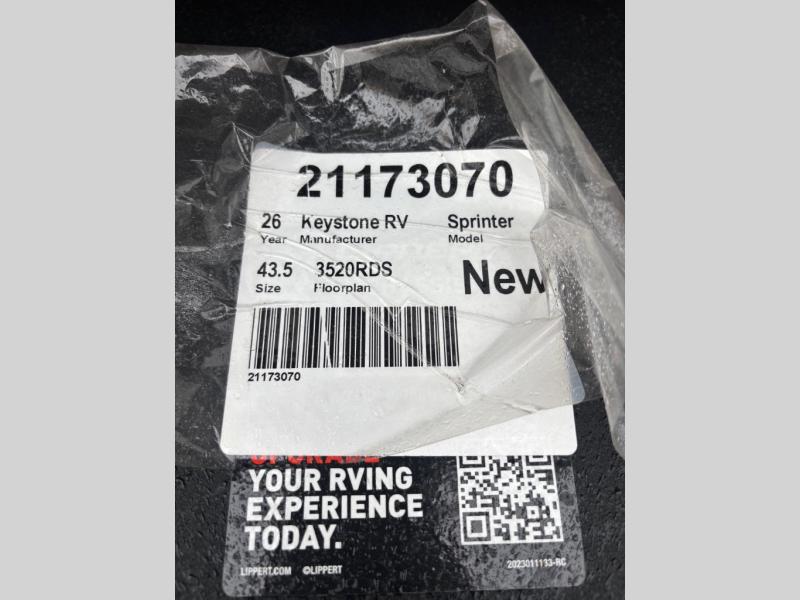 21173070
26 Keystone RV Sprinter
Year Manufacturer Model
43.5 3520RDS New
Size Floorplan
21173070
UPGRADE
YOUR RVING
EXPERIENCE
TODAY.
LIPPERT.COM ©LIPPERT
2023011133-RC